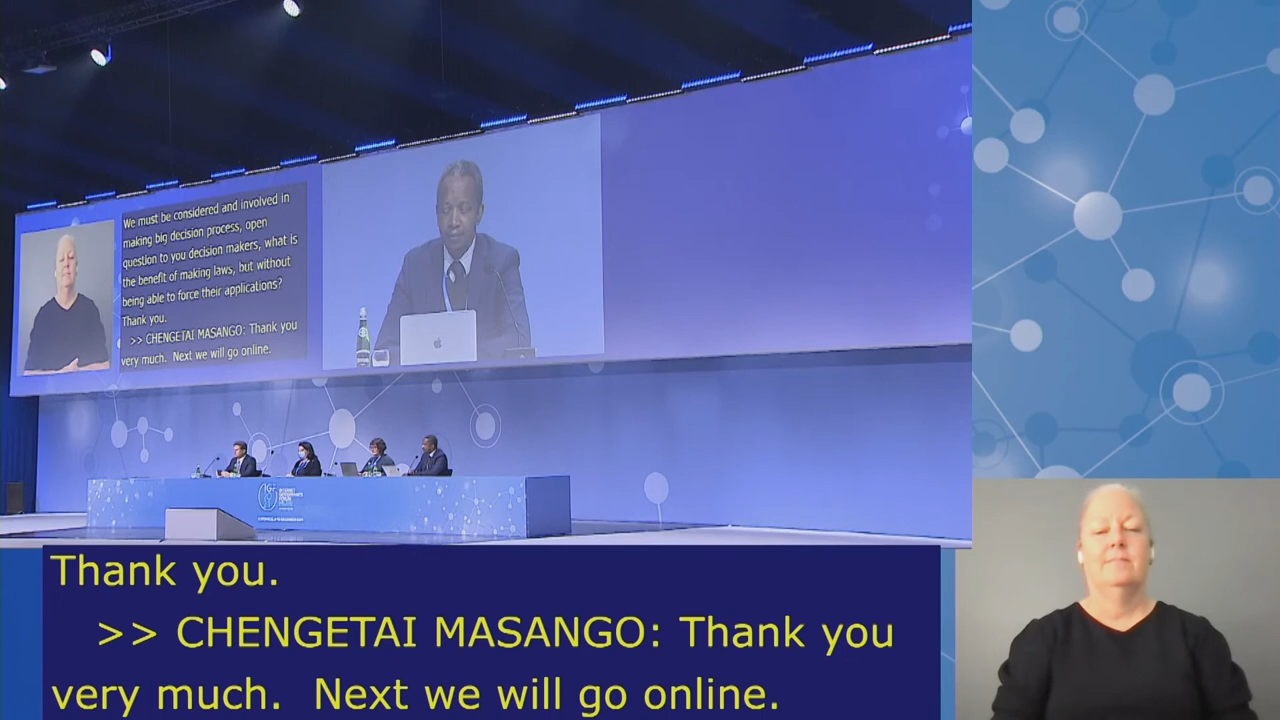 We must be considered and involved in
making big decision process, open
question to you decision makers, what is
the benefit of making laws, but without
being able to force their applications?
Thank you.
>> CHENGETAI MASANGO: Thank you
very much. Next we will go online.
INTERNET
GOVERNANCE
FORUM
Thank you.
>> CHENGETAI MASANGO: Thank you
very much. Next we will go online.